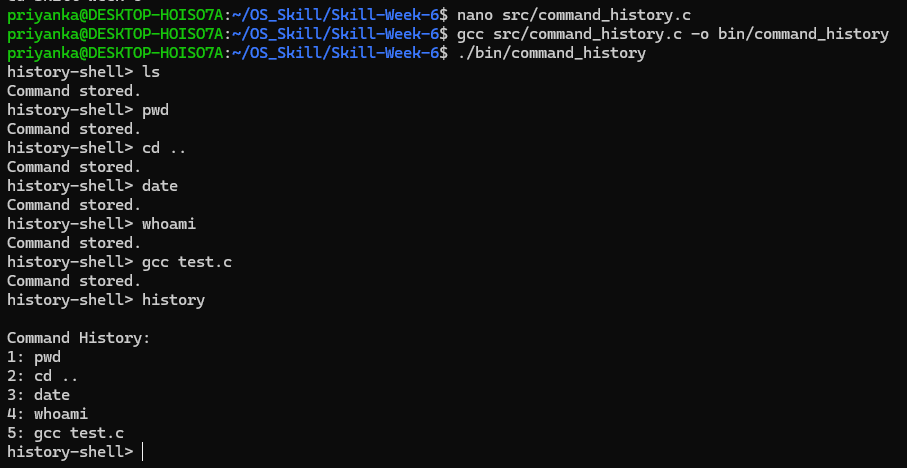 priyanka@DESKTOP-HOISO7A:~/OS_Skill/Skill-Week-6$ nano src/command_history.c
priyanka@DESKTOP-HOISO7A:~/OS_Skill/Skill-Week-6$ gcc src/command_history.c -o bin/command_history
priyanka@DESKTOP-HOISO7A:~/OS_Skill/Skill-Week-6$ ./bin/command_history
history-shell> ls
Command stored.
history-shell> pwd
Command stored.
history-shell> cd ..
Command stored.
history-shell> date
Command stored.
history-shell> whoami
Command stored.
history-shell> gcc test.c
Command stored.
history-shell> history
Command History:
1: pwd
2: cd ..
3: date
4: whoami
5: gcc test.c
history-shell>